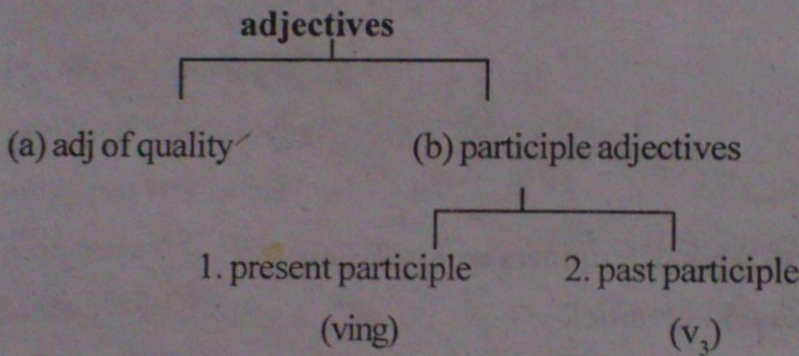 adjectives
(a) adj of quality (b) participle adjectives
1. present participle 2. past participle
(ving) (v₃)